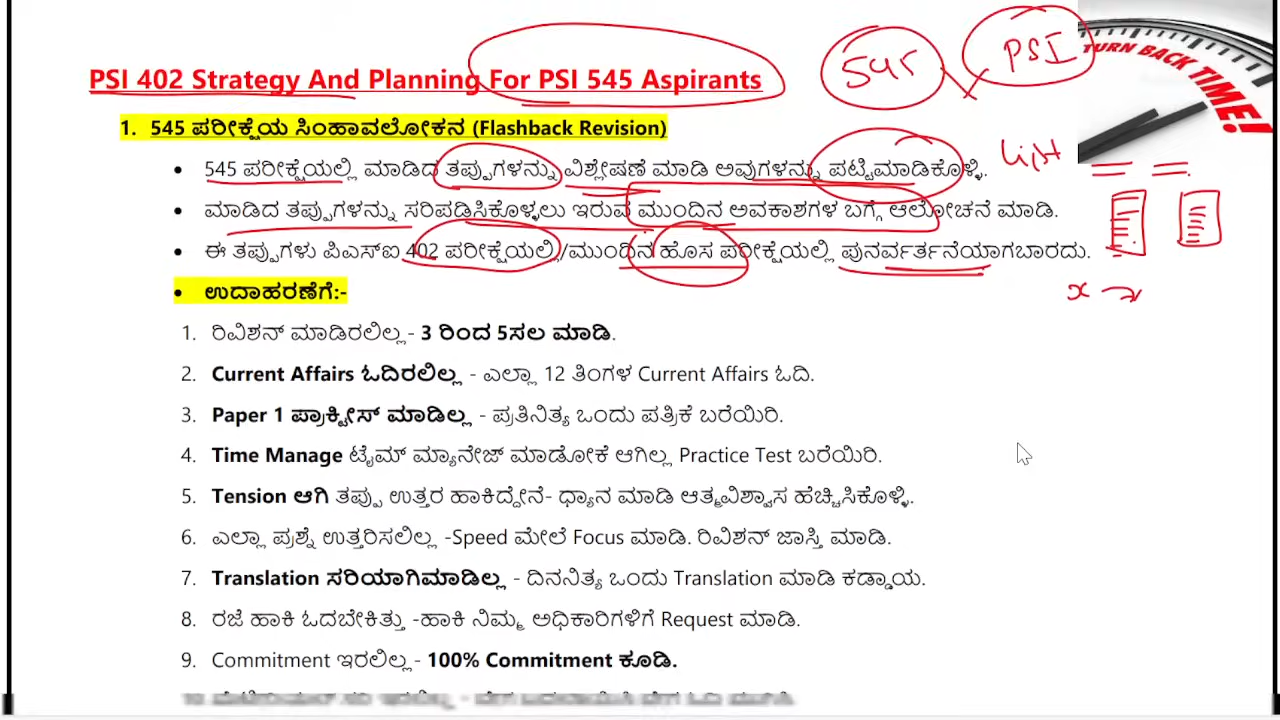 545 PSI
TURN BACK TIME!
PSI 402 Strategy And Planning For PSI 545 Aspirants
1. 545 ಪರೀಕ್ಷೆಯ ಸಿಂಹಾವಲೋಕನ (Flashback Revision)
• 545 ಪರೀಕ್ಷೆಯಲ್ಲಿ ಮಾಡಿದ ತಪ್ಪುಗಳನ್ನು ವಿಶ್ಲೇಷಣೆ ಮಾಡಿ ಅವುಗಳನ್ನು ಪಟ್ಟಿಮಾಡಿಕೊಳ್ಳಿ. list
• ಮಾಡಿದ ತಪ್ಪುಗಳನ್ನು ಸರಿಪಡಿಸಿಕೊಳ್ಳಲು ಇರುವ ಮುಂದಿನ ಅವಕಾಶಗಳ ಬಗ್ಗೆ ಆಲೋಚನೆ ಮಾಡಿ.
• ಈ ತಪ್ಪುಗಳು ಪಿಎಸ್ಐ 402 ಪರೀಕ್ಷೆಯಲ್ಲಿ/ಮುಂದಿನ ಹೊಸ ಪರೀಕ್ಷೆಯಲ್ಲಿ ಪುನರ್ವರ್ತನೆಯಾಗಬಾರದು.
• ಉದಾಹರಣೆಗೆ:-
1. ರಿವಿಶನ್ ಮಾಡಿರಲಿಲ್ಲ- 3 ರಿಂದ 5ಸಲ ಮಾಡಿ.
2. Current Affairs ಓದಿರಲಿಲ್ಲ - ಎಲ್ಲಾ 12 ತಿಂಗಳ Current Affairs ಓದಿ.
3. Paper 1 ಪ್ರಾಕ್ಟೀಸ್ ಮಾಡಿಲ್ಲ - ಪ್ರತಿನಿತ್ಯ ಒಂದು ಪತ್ರಿಕೆ ಬರೆಯಿರಿ.
4. Time Manage ಟೈಮ್ ಮ್ಯಾನೇಜ್ ಮಾಡೋಕೆ ಆಗಿಲ್ಲ Practice Test ಬರೆಯಿರಿ.
5. Tension ಆಗಿ ತಪ್ಪು ಉತ್ತರ ಹಾಕಿದ್ದೇನೆ- ಧ್ಯಾನ ಮಾಡಿ ಆತ್ಮವಿಶ್ವಾಸ ಹೆಚ್ಚಿಸಿಕೊಳ್ಳಿ.
6. ಎಲ್ಲಾ ಪ್ರಶ್ನೆ ಉತ್ತರಿಸಲಿಲ್ಲ -Speed ಮೇಲೆ Focus ಮಾಡಿ. ರಿವಿಶನ್ ಜಾಸ್ತಿ ಮಾಡಿ.
7. Translation ಸರಿಯಾಗಿಮಾಡಿಲ್ಲ - ದಿನನಿತ್ಯ ಒಂದು Translation ಮಾಡಿ ಕಡ್ಡಾಯ.
8. ರಜೆ ಹಾಕಿ ಓದಬೇಕಿತ್ತು -ಹಾಕಿ ನಿಮ್ಮ ಅಧಿಕಾರಿಗಳಿಗೆ Request ಮಾಡಿ.
9. Commitment ಇರಲಿಲ್ಲ- 100% Commitment ಕೂಡಿ.